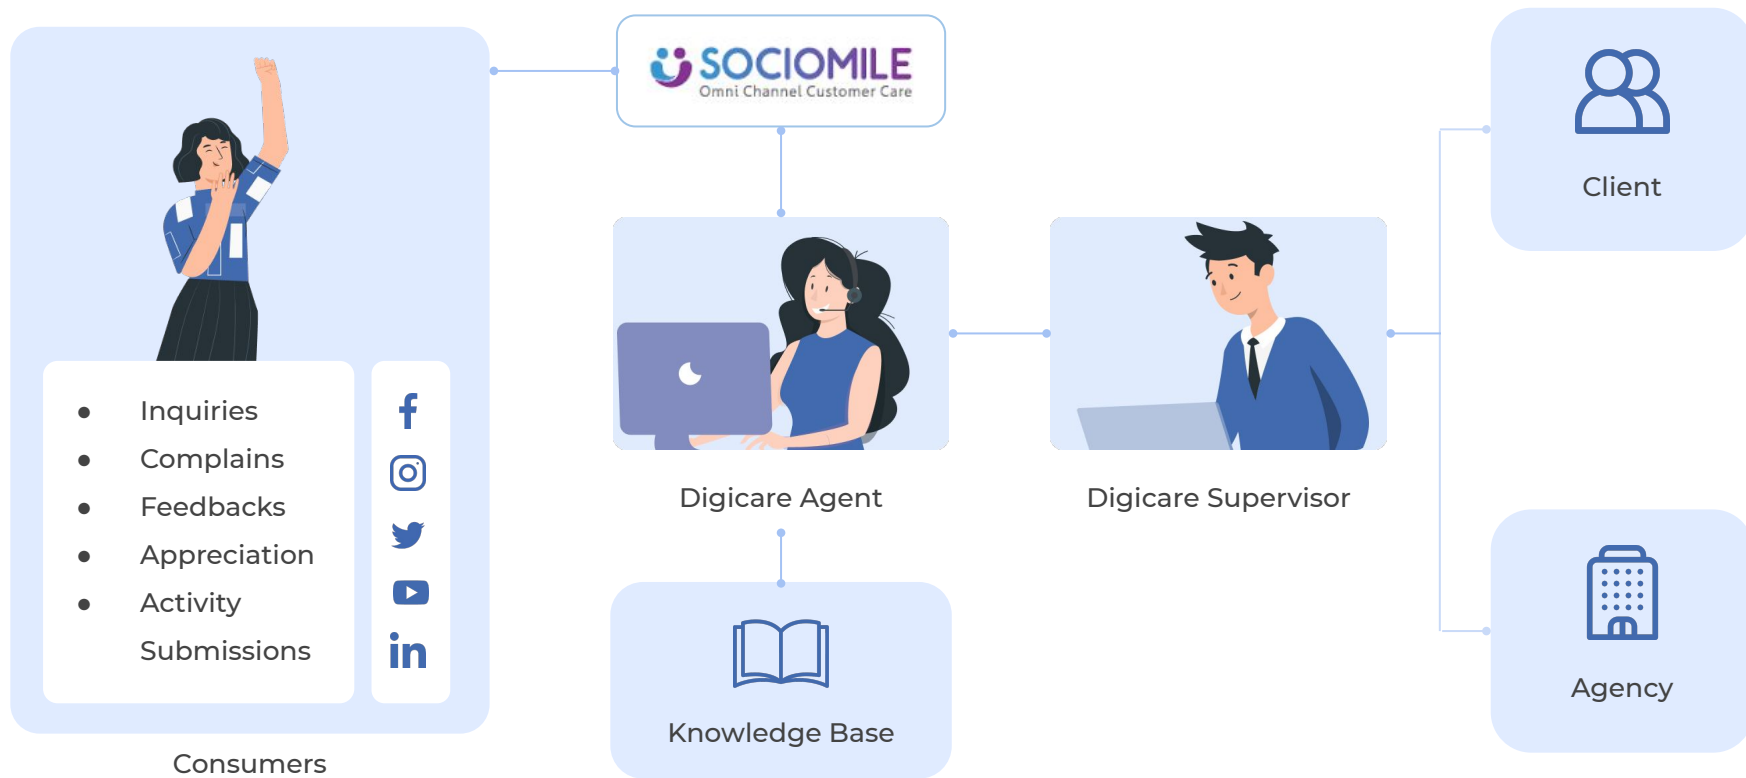 SOCIOMILE
Omni Channel Customer Care
Client
● Inquiries
● Complains
● Feedbacks
● Appreciation
● Activity
Submissions
Consumers
Digicare Agent
Digicare Supervisor
Knowledge Base
Agency